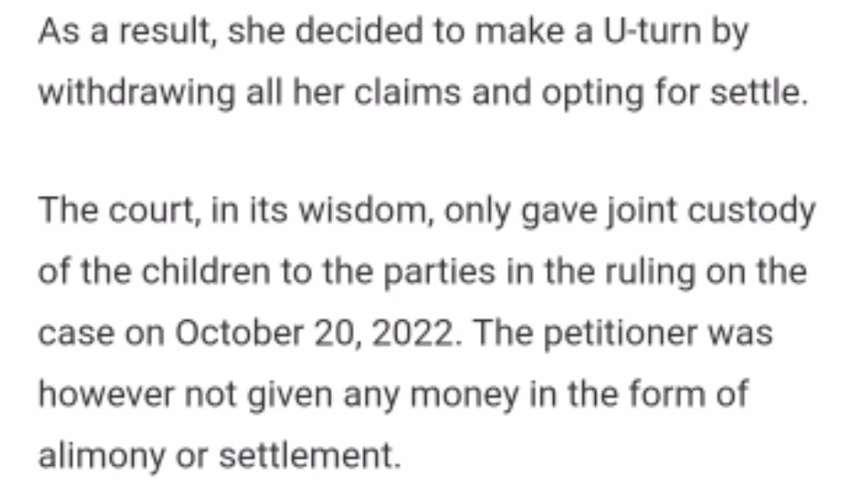 As a result, she decided to make a U-turn by
withdrawing all her claims and opting for settle.
The court, in its wisdom, only gave joint custody
of the children to the parties in the ruling on the
case on October 20, 2022. The petitioner was
however not given any money in the form of
alimony or settlement.